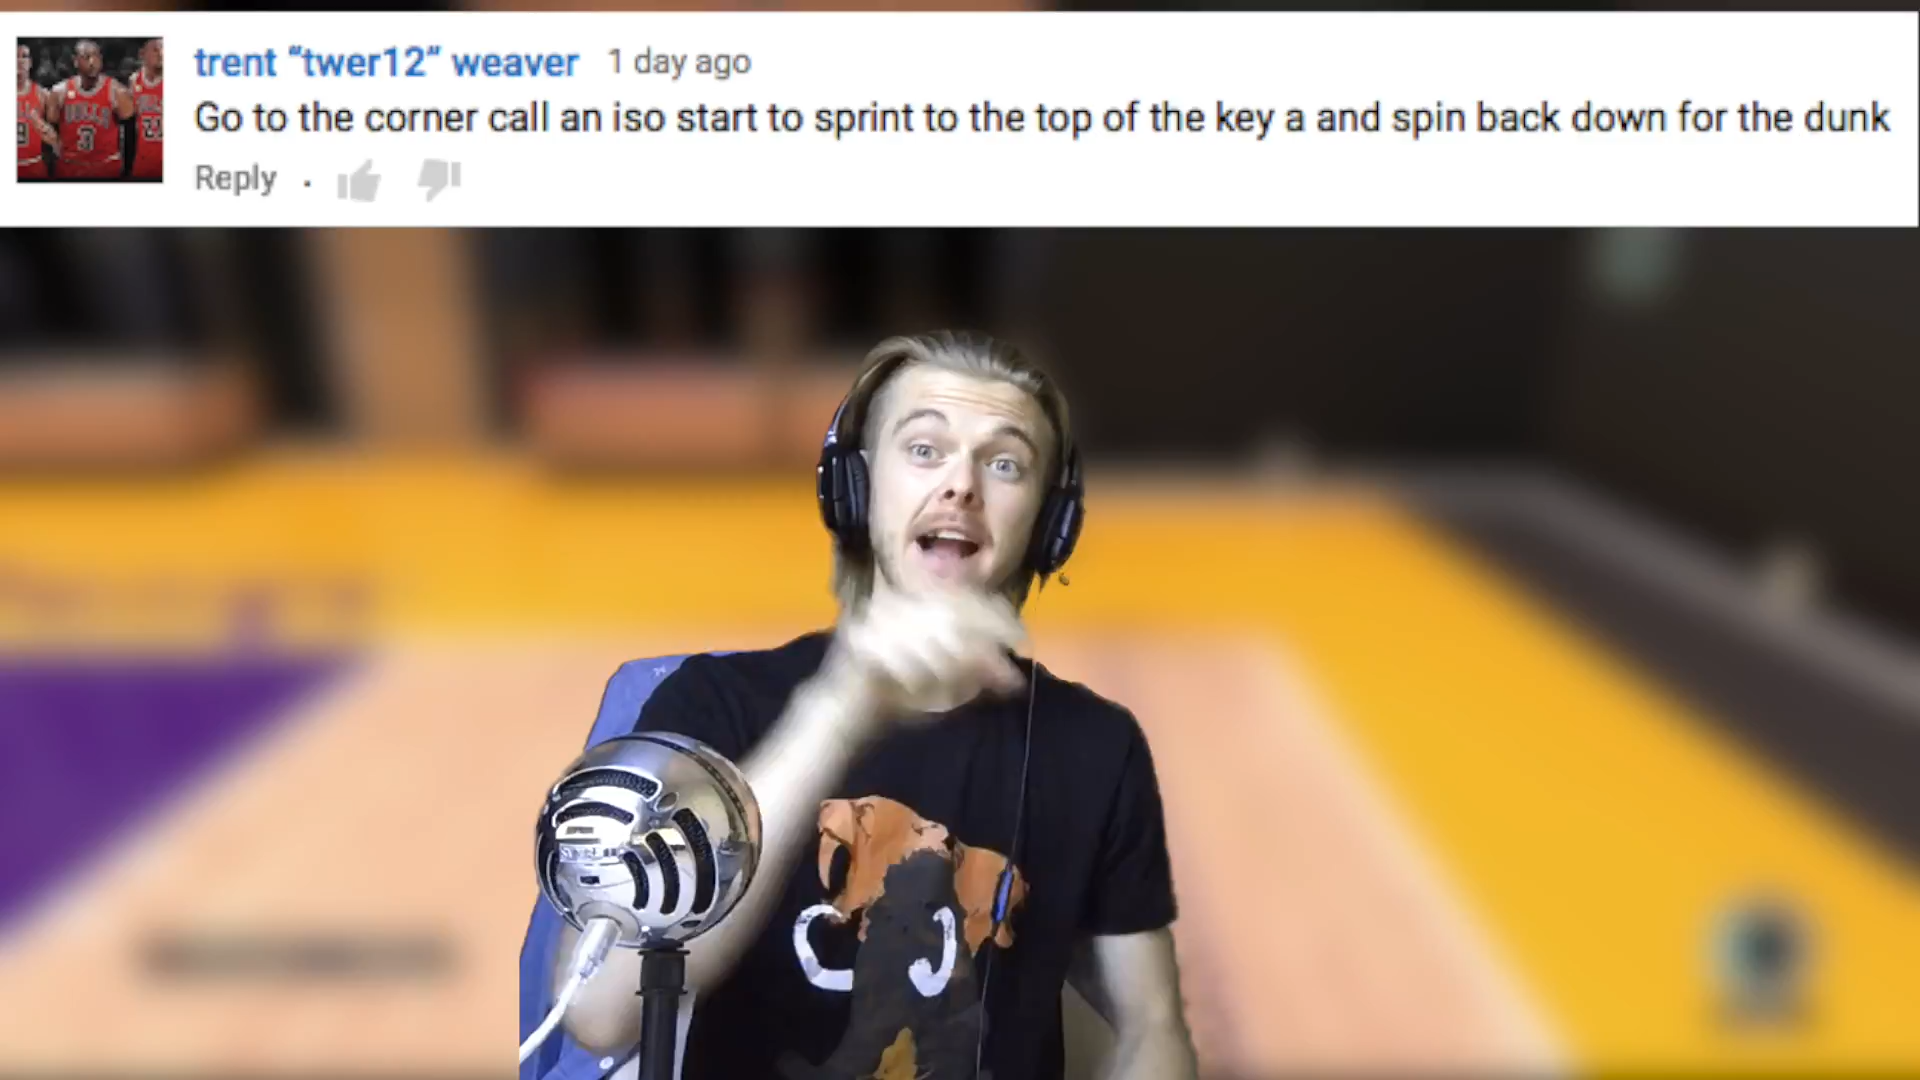 trent “twer12” weaver 1 day ago
Go to the corner call an iso start to sprint to the top of the key a and spin back down for the dunk
Reply .